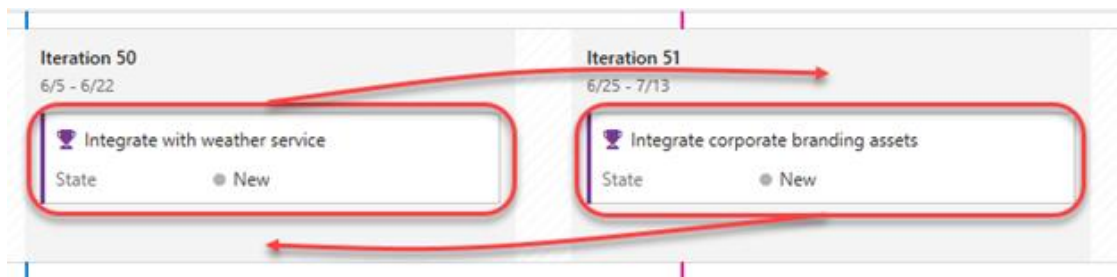 Iteration 50
6/5 - 6/22
Integrate with weather service
State New
Iteration 51
6/25 - 7/13
Integrate corporate branding assets
State New